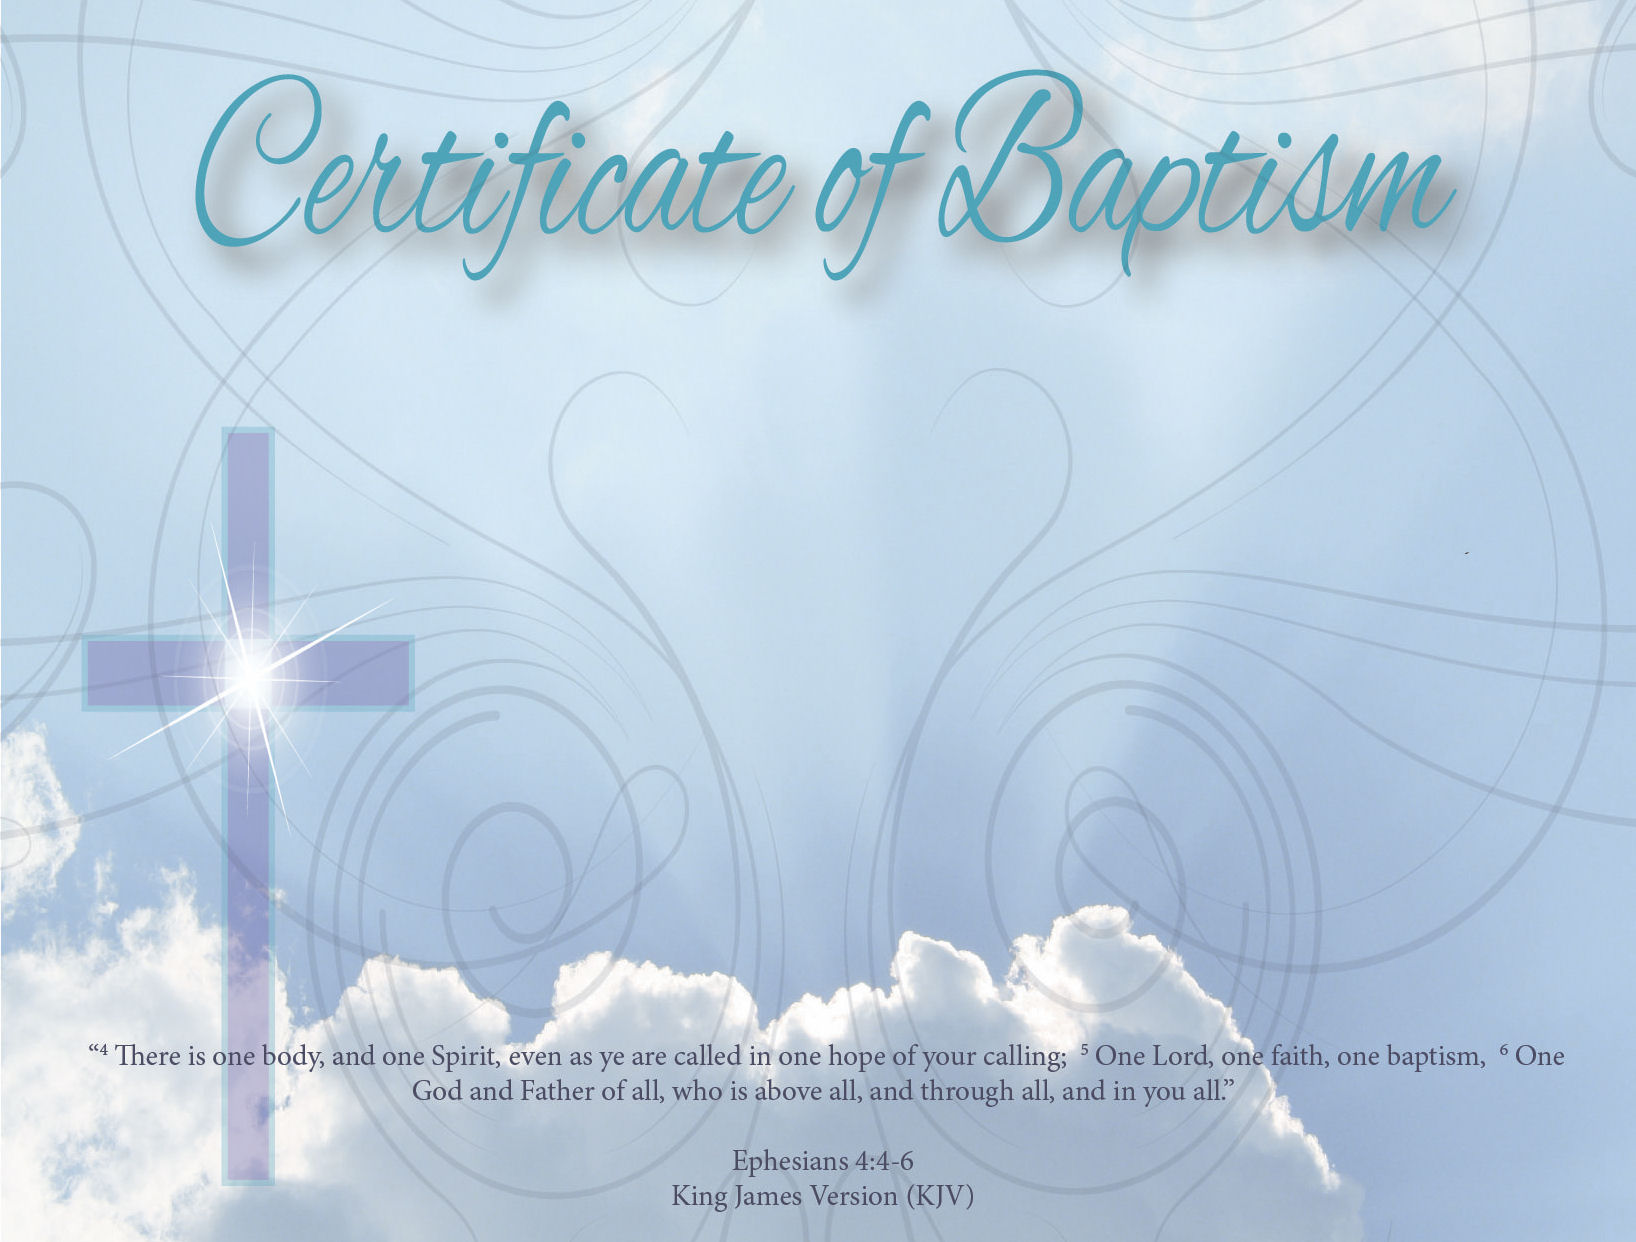 Certificate of Baptism
“⁴ There is one body, and one Spirit, even as ye are called in one hope of your calling; ⁵ One Lord, one faith, one baptism, ⁶ One
God and Father of all, who is above all, and through all, and in you all.”
Ephesians 4:4-6
King James Version (KJV)